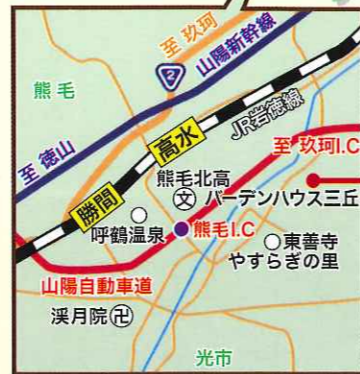 至 玖珂
山陽新幹線
2
熊毛
JR岩徳線
至 徳山
高水
至 玖珂I.C
勝間
熊毛北高
文
バーデンハウス三丘
呼鶴温泉
熊毛I.C
東善寺
やすらぎの里
山陽自動車道
渓月院
卍
光市